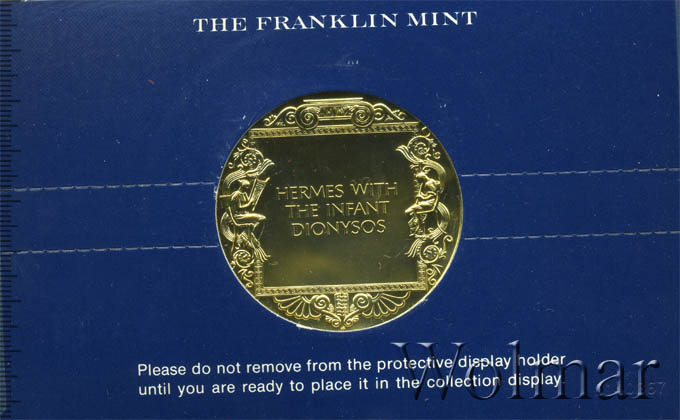 THE FRANKLIN MINT
HERMES WITH
THE INFANT
DIONYSOS
Please do not remove from the protective display holder
until you are ready to place it in the collection display.
Wolmar